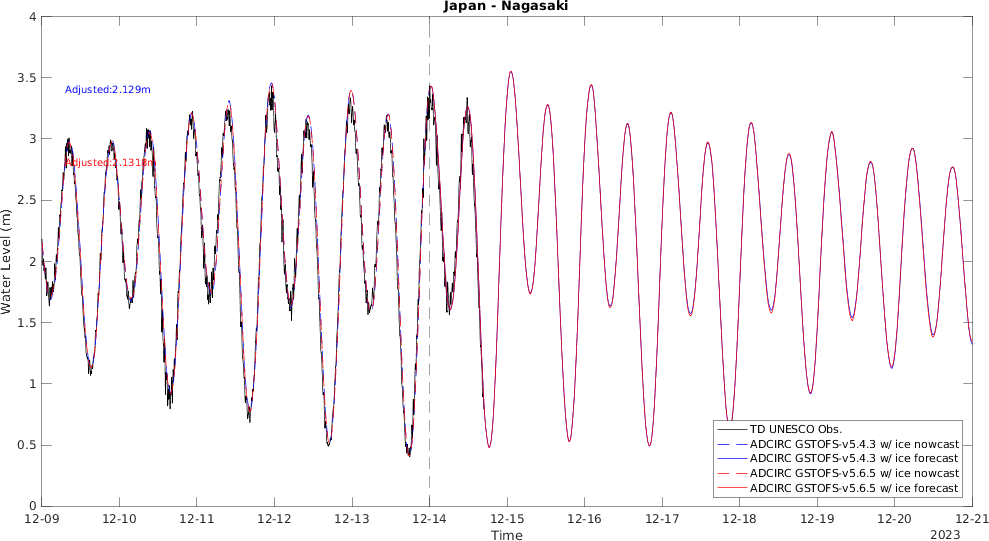 Japan - Nagasaki
4
3.5
3
2.5
2
1.5
1
0.5
0
Water Level (m)
Adjusted:2.129m
Adjusted:2.1318m
TD UNESCO Obs.
ADCIRC GSTOFS-v5.4.3 w/ ice nowcast
ADCIRC GSTOFS-v5.4.3 w/ ice forecast
ADCIRC GSTOFS-v5.6.5 w/ ice nowcast
ADCIRC GSTOFS-v5.6.5 w/ ice forecast
12-09 12-10 12-11 12-12 12-13 12-14 12-15 12-16 12-17 12-18 12-19 12-20 12-21
Time
2023